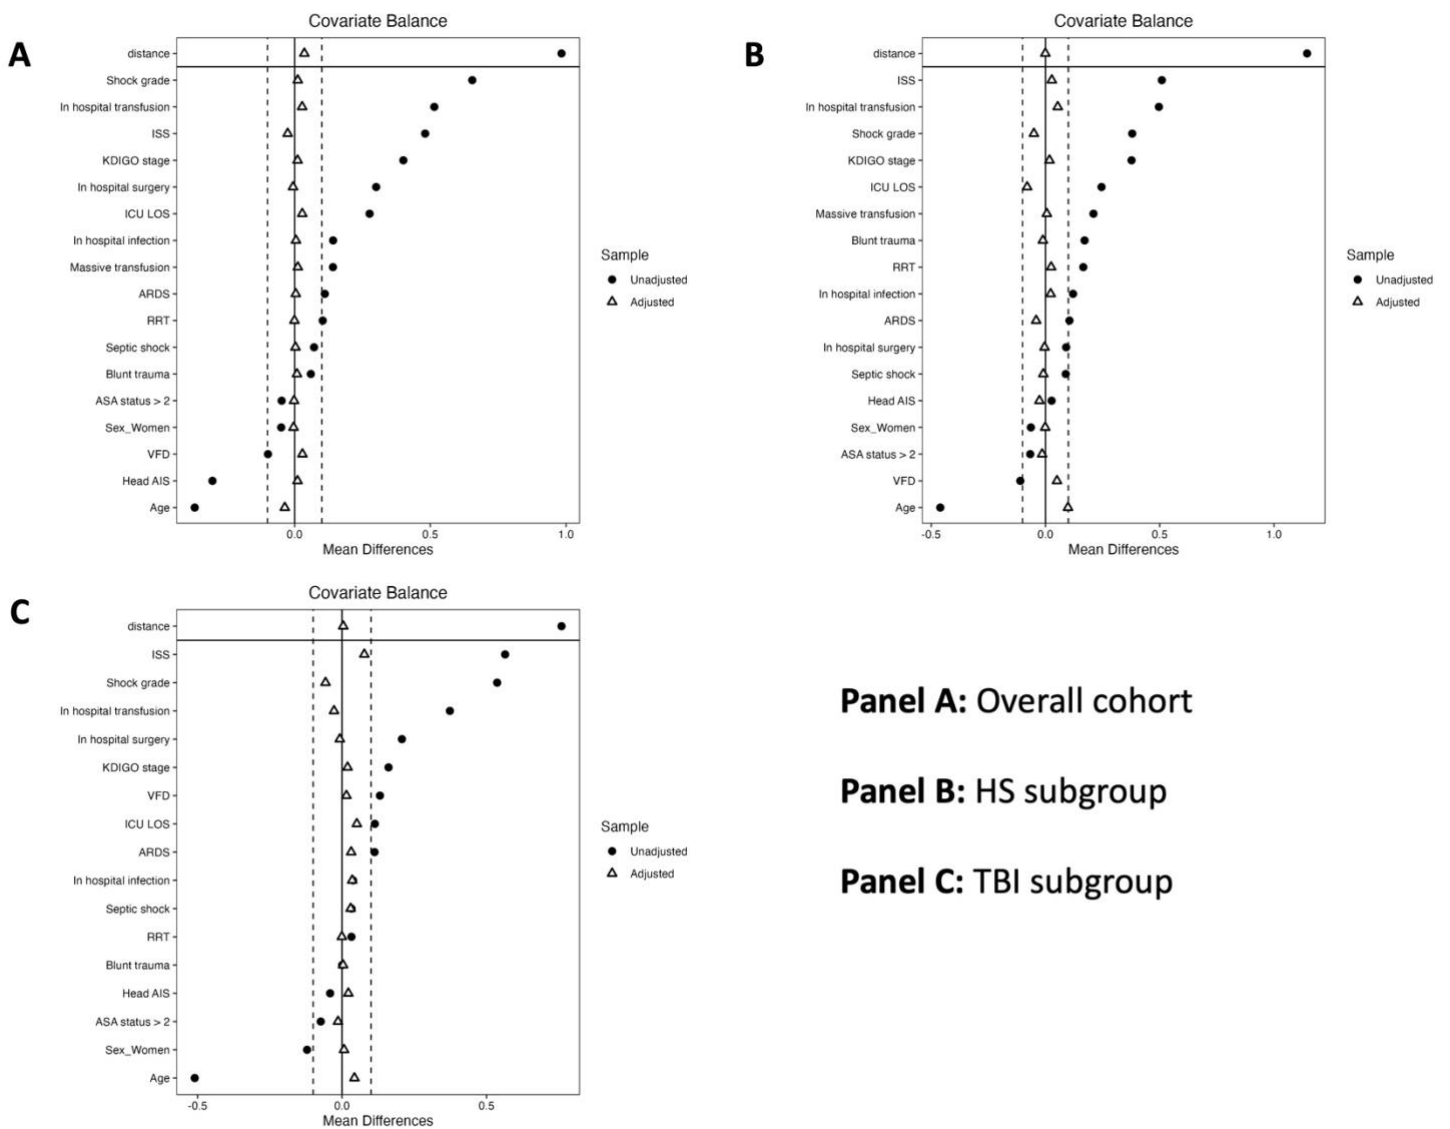 A
Covariate Balance
distance
Shock grade
In hospital transfusion
ISS
KDIGO stage
In hospital surgery
ICU LOS
In hospital infection
Massive transfusion
ARDS
RRT
Septic shock
Blunt trauma
ASA status > 2
Sex_Women
VFD
Head AIS
Age
0.0 0.5 1.0
Mean Differences
Sample
Unadjusted
Adjusted
B
Covariate Balance
distance
ISS
In hospital transfusion
Shock grade
KDIGO stage
ICU LOS
Massive transfusion
Blunt trauma
RRT
In hospital infection
ARDS
In hospital surgery
Septic shock
Head AIS
Sex_Women
ASA status > 2
VFD
Age
-0.5 0.0 0.5 1.0
Mean Differences
Sample
Unadjusted
Adjusted
C
Covariate Balance
distance
ISS
Shock grade
In hospital transfusion
In hospital surgery
KDIGO stage
VFD
ICU LOS
ARDS
In hospital infection
Septic shock
RRT
Blunt trauma
Head AIS
ASA status > 2
Sex_Women
Age
-0.5 0.0 0.5
Mean Differences
Sample
Unadjusted
Adjusted
Panel A: Overall cohort
Panel B: HS subgroup
Panel C: TBI subgroup